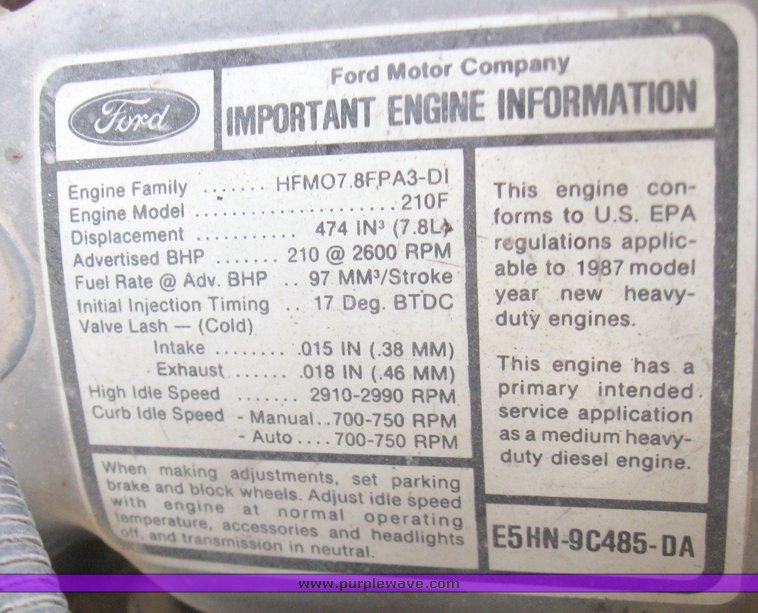 Ford Motor Company
Ford
IMPORTANT ENGINE INFORMATION
Engine Family ....... HFMO7.8FPA3-DI
Engine Model ...................... 210F
Displacement .......... 474 IN³ (7.8L)
Advertised BHP ....... 210 @ 2600 RPM
Fuel Rate @ Adv. BHP .. 97 MM³/Stroke
Initial Injection Timing .. 17 Deg. BTDC
Valve Lash — (Cold)
Intake ........ .015 IN (.38 MM)
Exhaust ...... .018 IN (.46 MM)
High Idle Speed ....... 2910-2990 RPM
Curb Idle Speed - Manual..700-750 RPM
- Auto ....700-750 RPM
This engine con-
forms to U.S. EPA
regulations applic-
able to 1987 model
year new heavy-
duty engines.
This engine has a
primary intended
service application
as a medium heavy-
duty diesel engine.
When making adjustments, set parking
brake and block wheels. Adjust idle speed
with engine at normal operating
temperature, accessories and headlights
off, and transmission in neutral.
E5HN-9C485-DA
www.purplewave.com